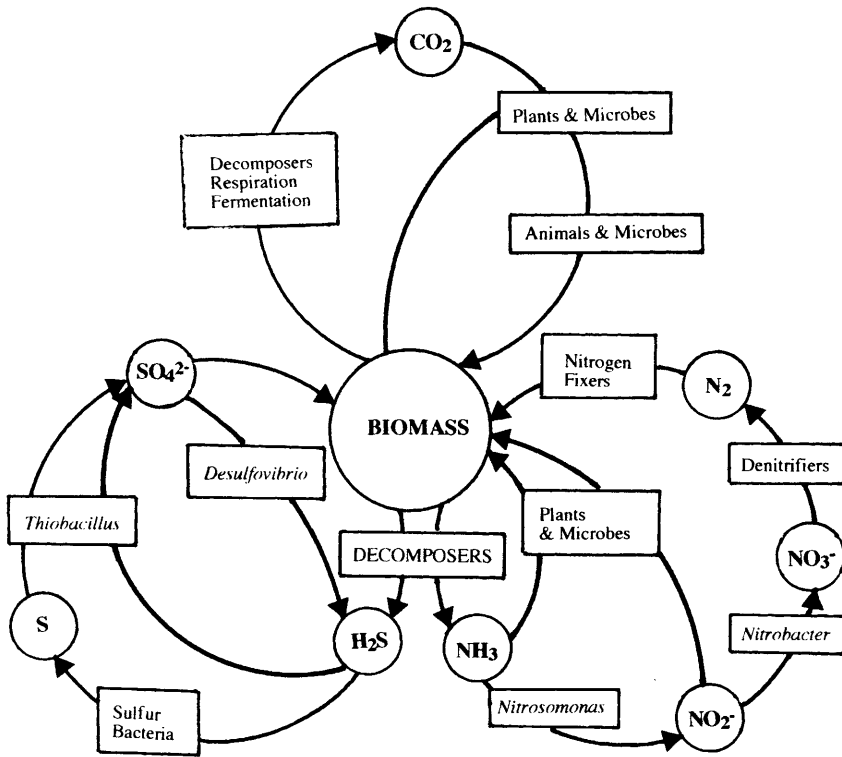 CO₂
Plants & Microbes
Decomposers
Respiration
Fermentation
Animals & Microbes
SO₄²⁻
Nitrogen
Fixers
N₂
BIOMASS
Desulfovibrio
Denitrifiers
Thiobacillus
Plants
& Microbes
DECOMPOSERS
NO₃⁻
S
H₂S
NH₃
Nitrobacter
Nitrosomonas
NO₂⁻
Sulfur
Bacteria